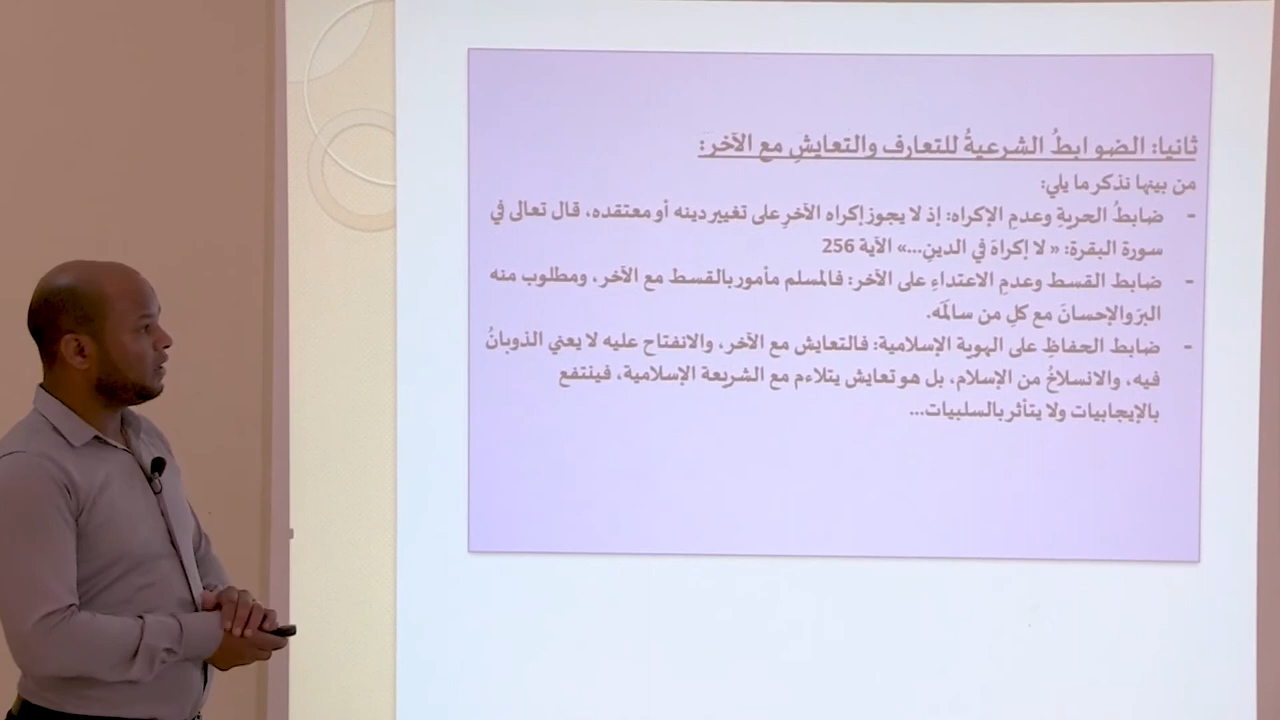 ثانيا: الضوابطُ الشرعيةُ للتعارفِ والتعايشِ مع الآخر:
من بينها نذكر ما يلي:
- ضابطُ الحريةِ وعدمِ الإكراه: إذ لا يجوز إكراه الآخرِ على تغيير دينه أو معتقده، قال تعالى في
سورة البقرة: « لا إكراهَ في الدينِ...» الآية 256
- ضابط القسط وعدمِ الاعتداءِ على الآخر: فالمسلم مأمور بالقسط مع الآخر، ومطلوب منه
البرَ والإحسانَ مع كلِ من سالَمَه.
- ضابط الحفاظِ على الهوية الإسلامية: فالتعايش مع الآخر، والانفتاح عليه لا يعني الذوبانُ
فيه، والانسلاخُ من الإسلام، بل هو تعايش يتلاءم مع الشريعة الإسلامية، فينتفع
بالإيجابيات ولا يتأثر بالسلبيات...